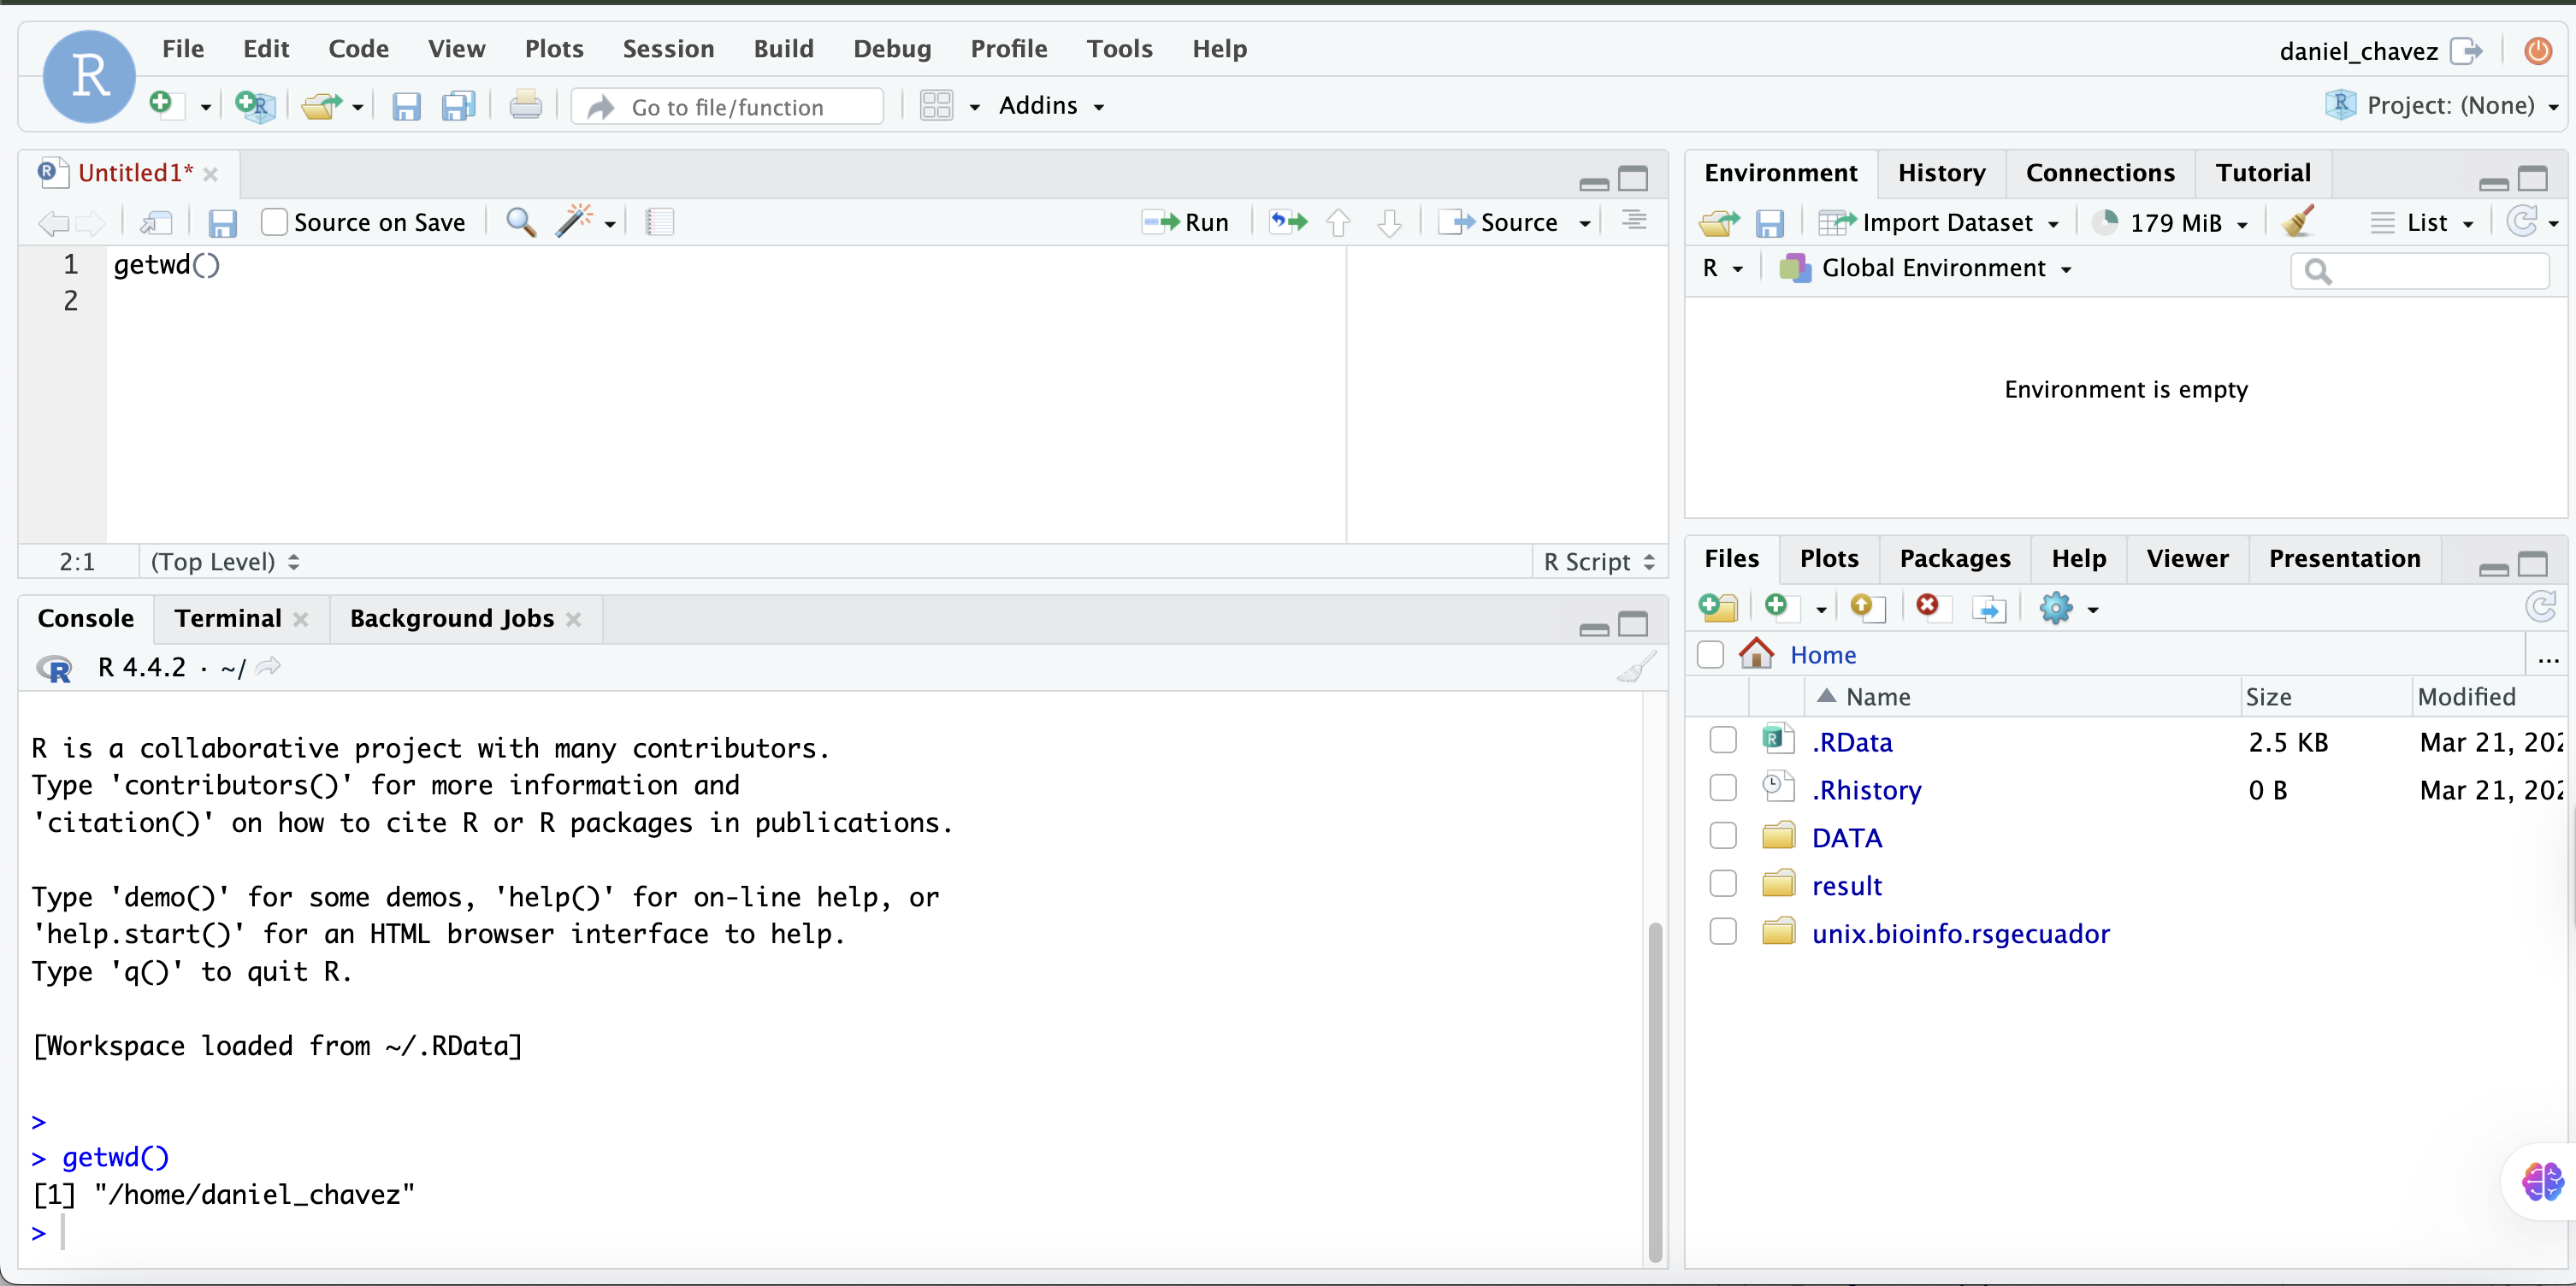 R File Edit Code View Plots Session Build Debug Profile Tools Help daniel_chavez
Go to file/function Addins Project: (None)
Untitled1*
Source on Save Run Source
1 getwd()
2
2:1 (Top Level) R Script
Console Terminal Background Jobs
R 4.4.2 · ~/
R is a collaborative project with many contributors.
Type 'contributors()' for more information and
'citation()' on how to cite R or R packages in publications.
Type 'demo()' for some demos, 'help()' for on-line help, or
'help.start()' for an HTML browser interface to help.
Type 'q()' to quit R.
[Workspace loaded from ~/.RData]
>
> getwd()
[1] "/home/daniel_chavez"
>
Environment History Connections Tutorial
Import Dataset 179 MiB List
R Global Environment
Environment is empty
Files Plots Packages Help Viewer Presentation
Home ...
Name Size Modified
.RData 2.5 KB Mar 21, 202
.Rhistory 0 B Mar 21, 202
DATA
result
unix.bioinfo.rsgecuador